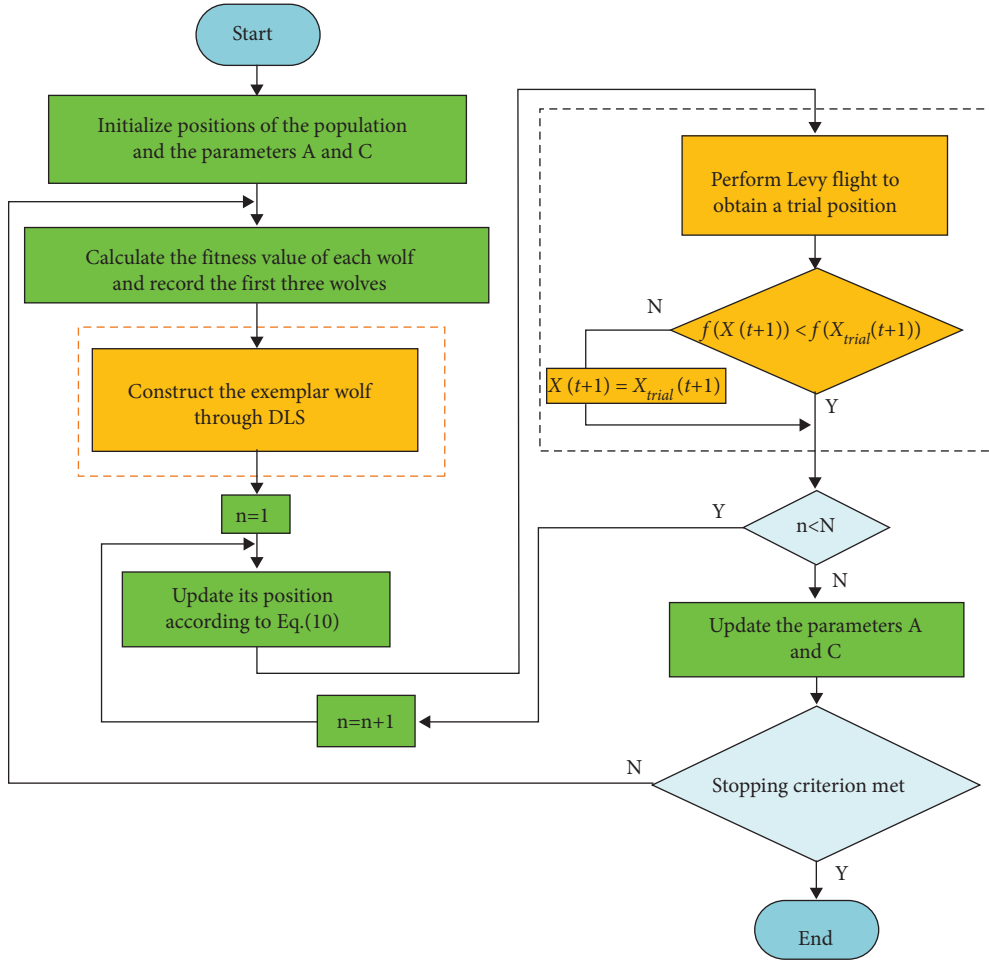 Start
Initialize positions of the population
and the parameters A and C
Calculate the fitness value of each wolf
and record the first three wolves
Construct the exemplar wolf
through DLS
n=1
Update its position
according to Eq.(10)
n=n+1
Perform Levy flight to
obtain a trial position
N
f (X (t+1)) < f (X_trial(t+1))
X (t+1) = X_trial (t+1)
Y
Y
n<N
N
Update the parameters A
and C
N
Stopping criterion met
Y
End